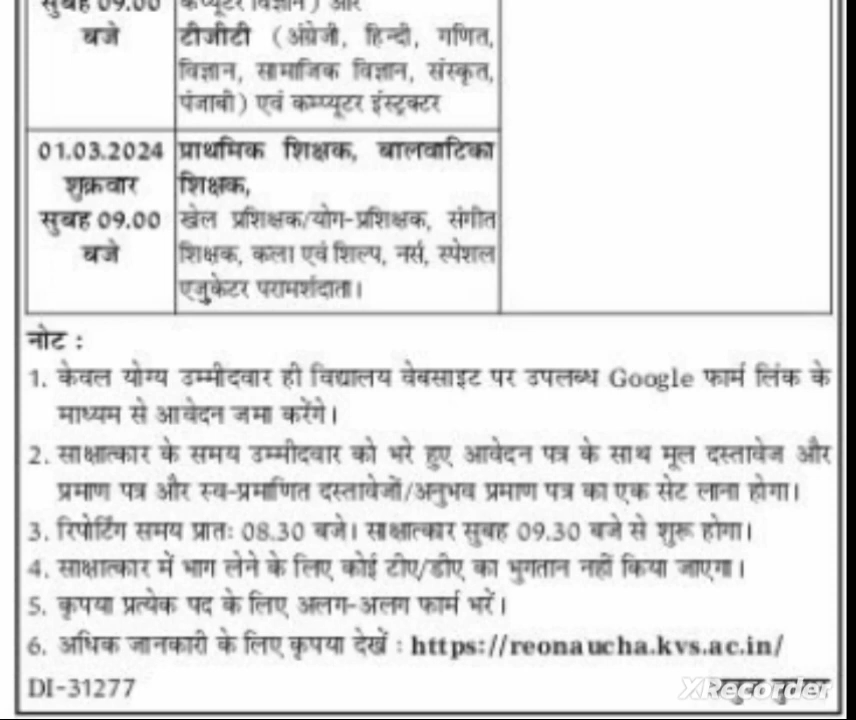 सुबह 09.00
बजे
कंप्यूटर विज्ञान) और
टीजीटी (अंग्रेजी, हिन्दी, गणित,
विज्ञान, सामाजिक विज्ञान, संस्कृत,
पंजाबी) एवं कम्प्यूटर इंस्ट्रक्टर
01.03.2024
शुक्रवार
सुबह 09.00
बजे
प्राथमिक शिक्षक, बालवाटिका
शिक्षक,
खेल प्रशिक्षक/योग-प्रशिक्षक, संगीत
शिक्षक, कला एवं शिल्प, नर्स, स्पेशल
एजुकेटर परामर्शदाता।
नोट :
1. केवल योग्य उम्मीदवार ही विद्यालय वेबसाइट पर उपलब्ध Google फार्म लिंक के
माध्यम से आवेदन जमा करेंगे।
2. साक्षात्कार के समय उम्मीदवार को भरे हुए आवेदन पत्र के साथ मूल दस्तावेज और
प्रमाण पत्र और स्व-प्रमाणित दस्तावेजों/अनुभव प्रमाण पत्र का एक सेट लाना होगा।
3. रिपोर्टिंग समय प्रातः 08.30 बजे। साक्षात्कार सुबह 09.30 बजे से शुरू होगा।
4. साक्षात्कार में भाग लेने के लिए कोई टीए/डीए का भुगतान नहीं किया जाएगा।
5. कृपया प्रत्येक पद के लिए अलग-अलग फार्म भरें।
6. अधिक जानकारी के लिए कृपया देखें : https://reonaucha.kvs.ac.in/
DI-31277
XRecorder